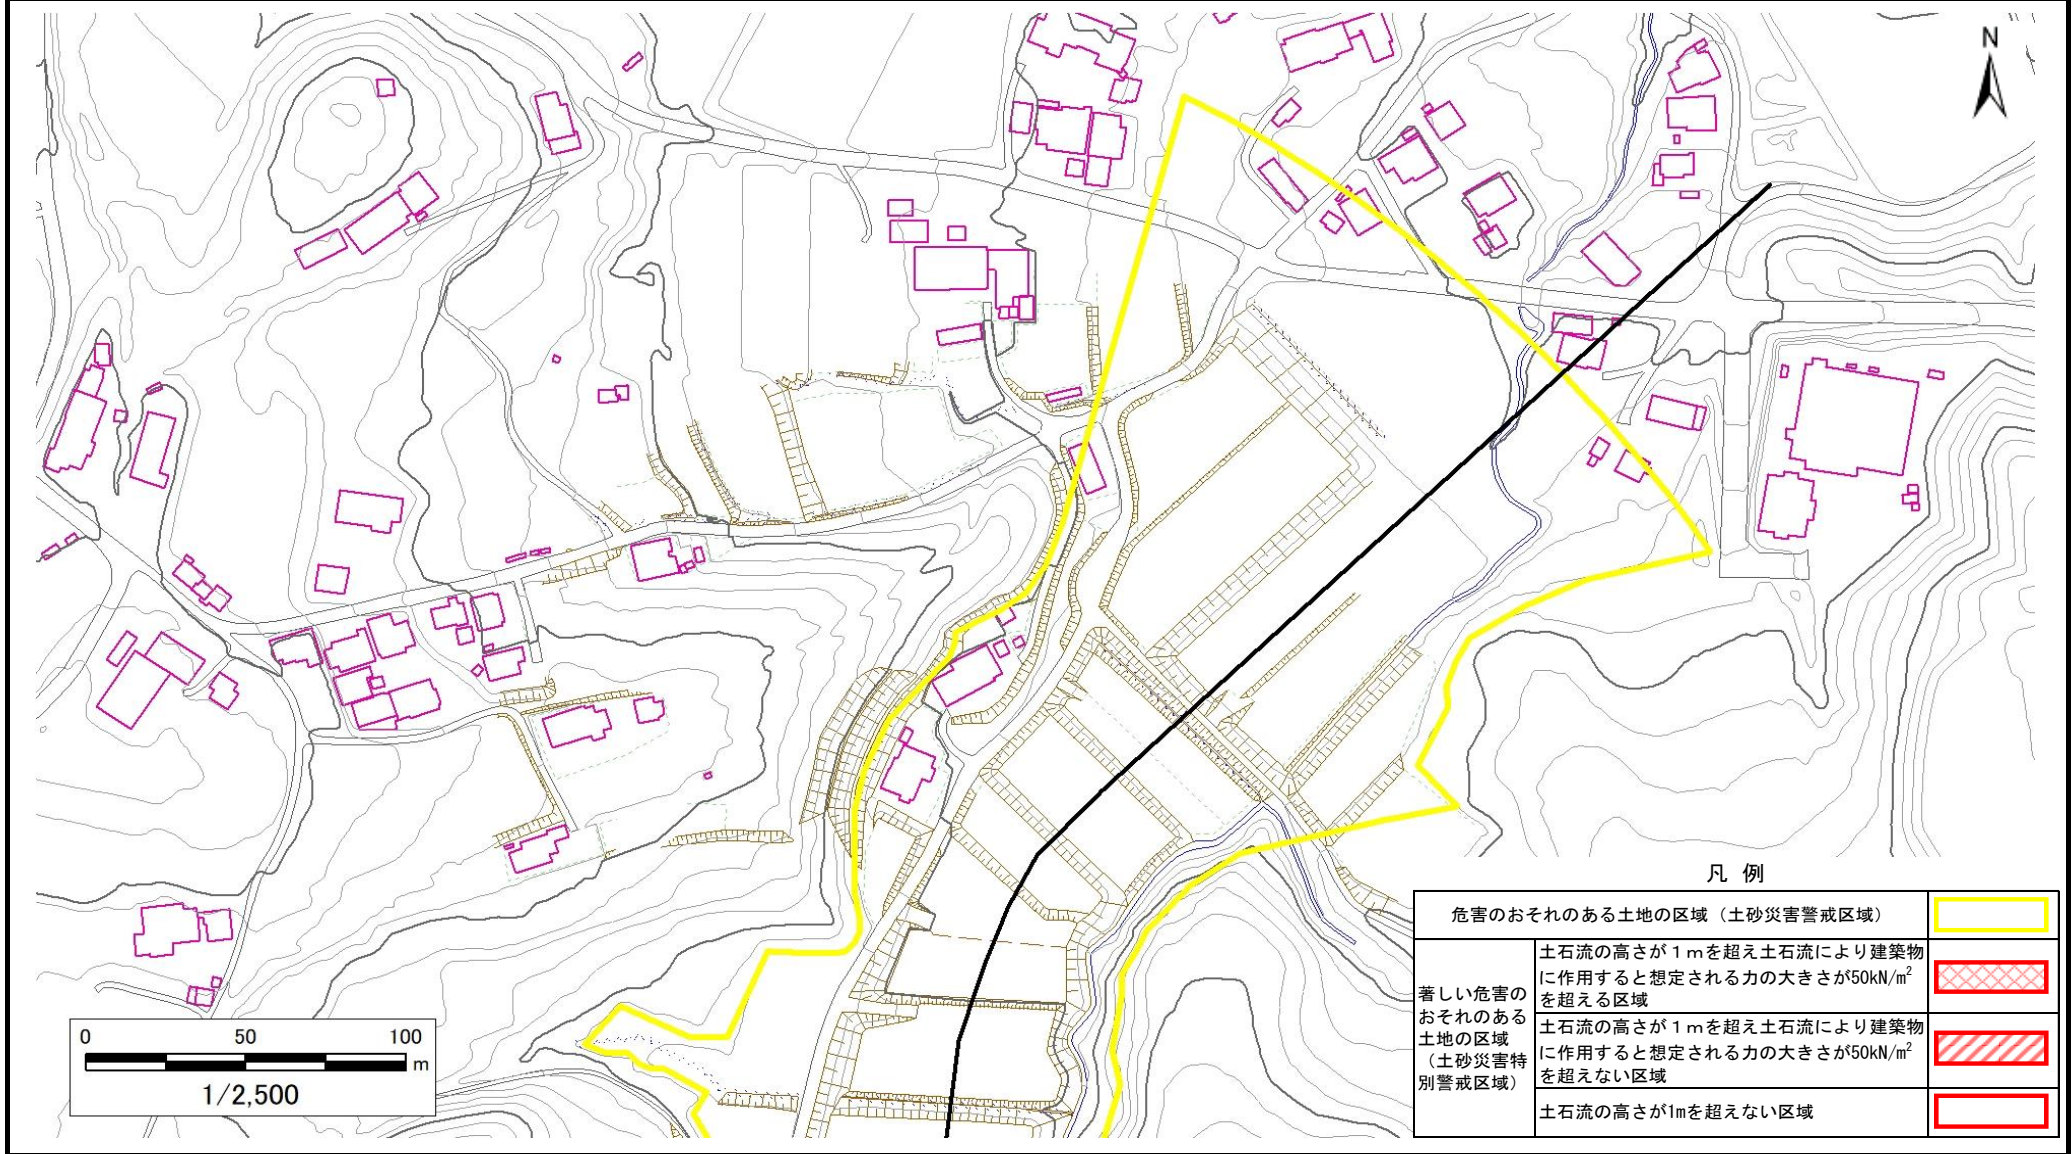 N
凡 例
危害のおそれのある土地の区域（土砂災害警戒区域）
著しい危害の
おそれのある
土地の区域
（土砂災害特
別警戒区域）
土石流の高さが１ｍを超え土石流により建築物
に作用すると想定される力の大きさが50kN/m²
を超える区域
土石流の高さが１ｍを超え土石流により建築物
に作用すると想定される力の大きさが50kN/m²
を超えない区域
土石流の高さが1mを超えない区域
0 50 100
m
1/2,500